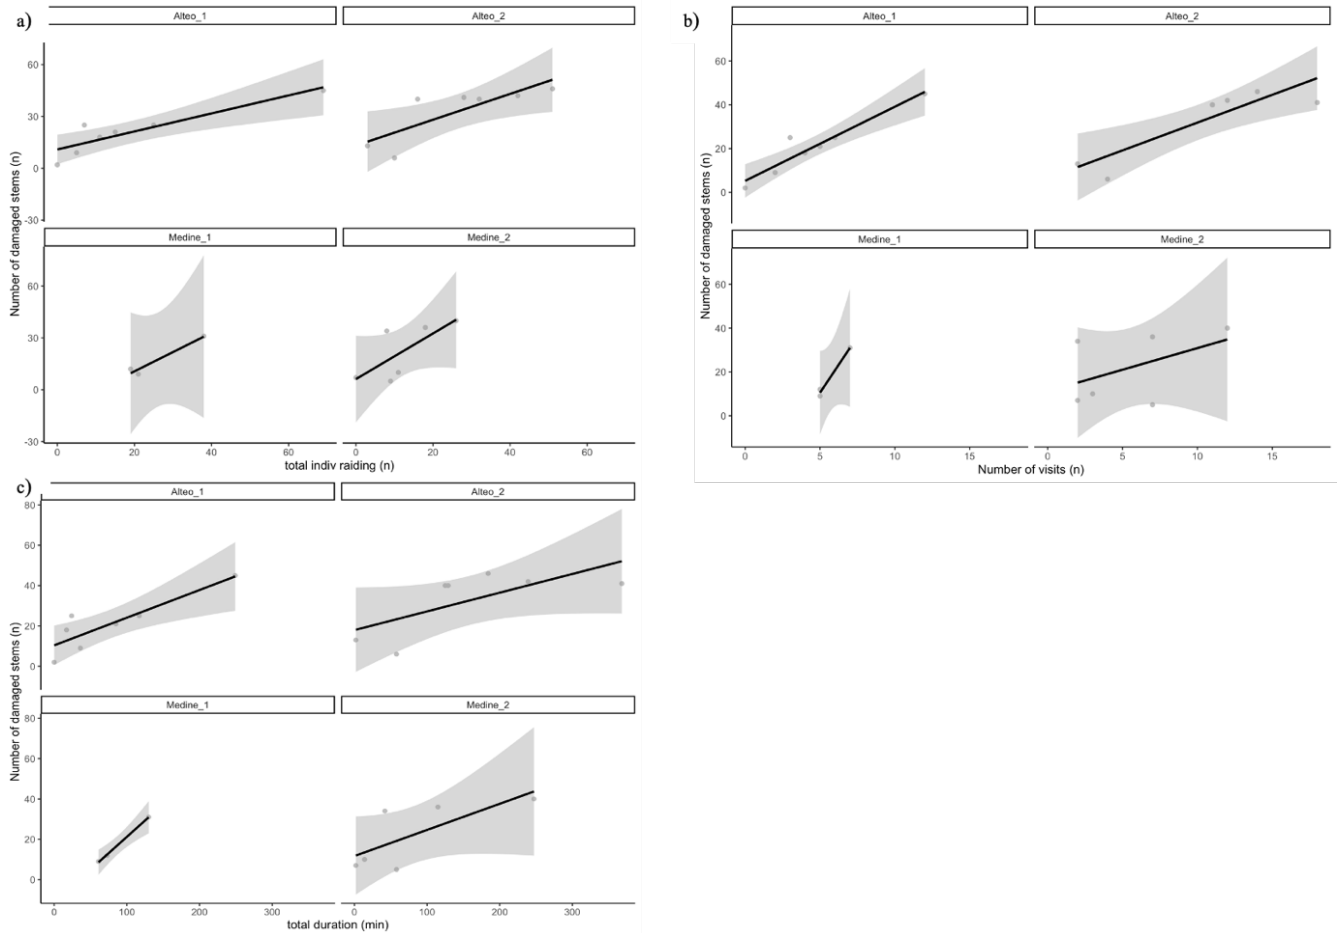 a)
Alteo_1
Alteo_2
60
30
0
-30
Medine_1
Medine_2
60
30
0
-30
0
20
40
60
0
20
40
60
total indiv raiding (n)
Number of damaged stems (n)
b)
Alteo_1
Alteo_2
60
40
20
0
Medine_1
Medine_2
60
40
20
0
0
5
10
15
0
5
10
15
Number of visits (n)
Number of damaged stems (n)
c)
Alteo_1
Alteo_2
80
60
40
20
0
Medine_1
Medine_2
80
60
40
20
0
0
100
200
300
0
100
200
300
total duration (min)
Number of damaged stems (n)